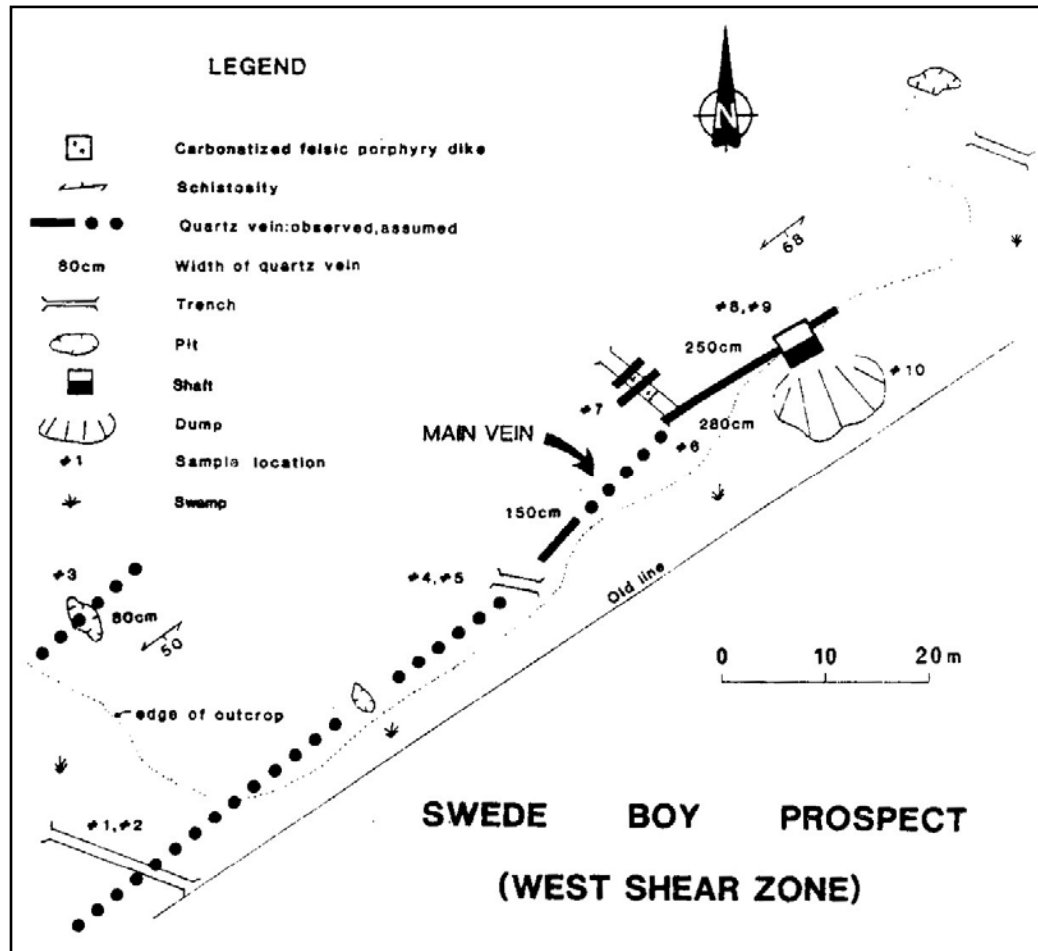 LEGEND
N
Carbonatized felsic porphyry dike
Schistosity
Quartz vein:observed,assumed
80cm Width of quartz vein
Trench
Pit
Shaft
Dump
#1 Sample location
Swamp
68
#8,#9
250cm
#10
#7
280cm
#6
MAIN VEIN
150cm
#3
#4,#5
80cm
50
Old line
0 10 20 m
edge of outcrop
#1,#2
SWEDE BOY PROSPECT
(WEST SHEAR ZONE)